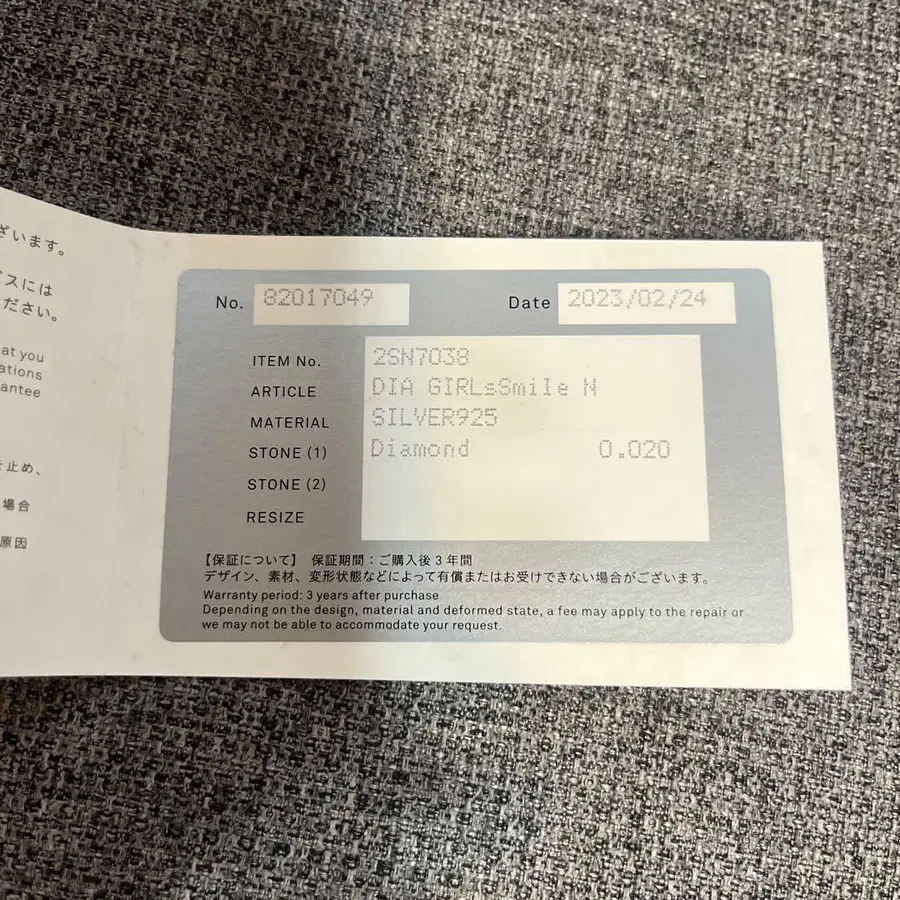 ざいます。
ビスには
ださい。
at you
ations
antee
を止め、
場合
原因
No. 82017049 Date 2023/02/24
ITEM No. 2SN7038
ARTICLE DIA GIRLsSmile N
MATERIAL SILVER925
STONE (1) Diamond 0.020
STONE (2)
RESIZE
【保証について】 保証期間：ご購入後3年間
デザイン、素材、変形状態などによって有償またはお受けできない場合がございます。
Warranty period: 3 years after purchase
Depending on the design, material and deformed state, a fee may apply to the repair or
we may not be able to accommodate your request.